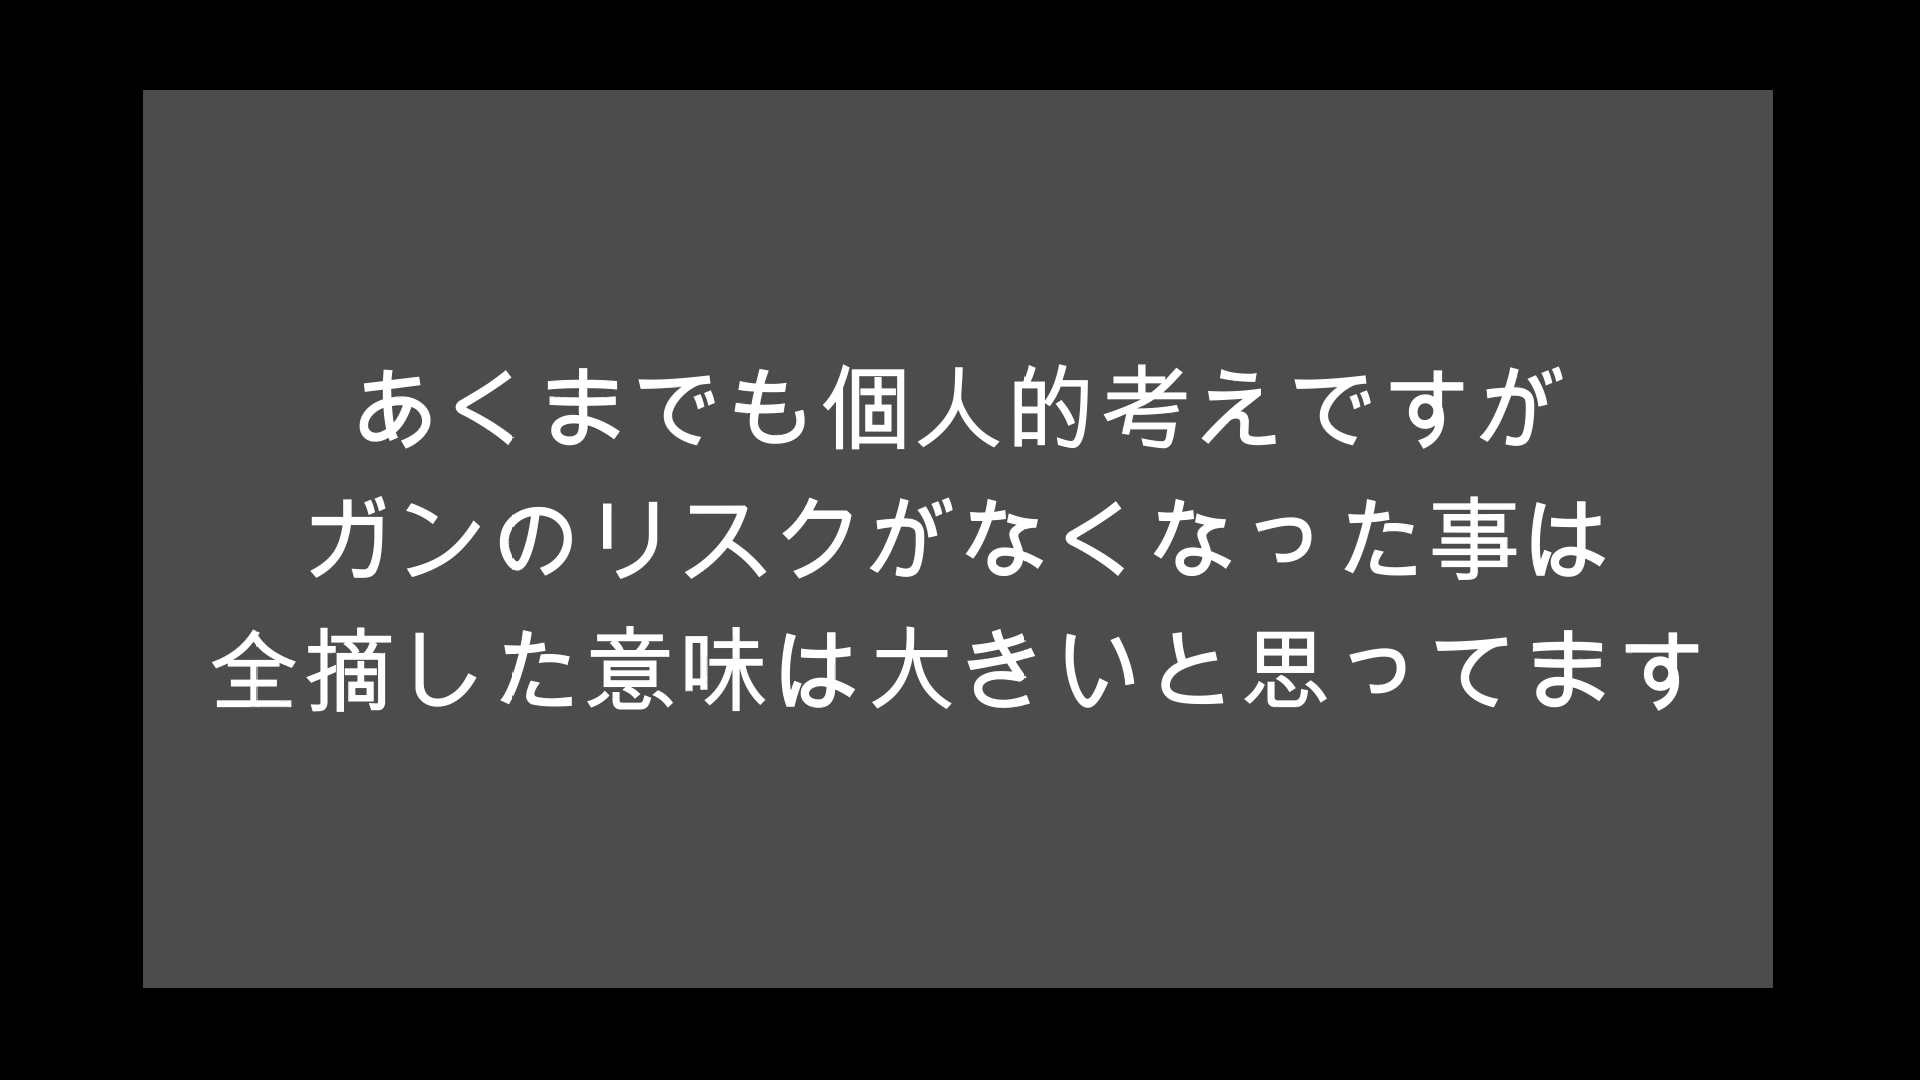 あくまでも個人的考えですが
ガンのリスクがなくなった事は
全摘した意味は大きいと思ってます